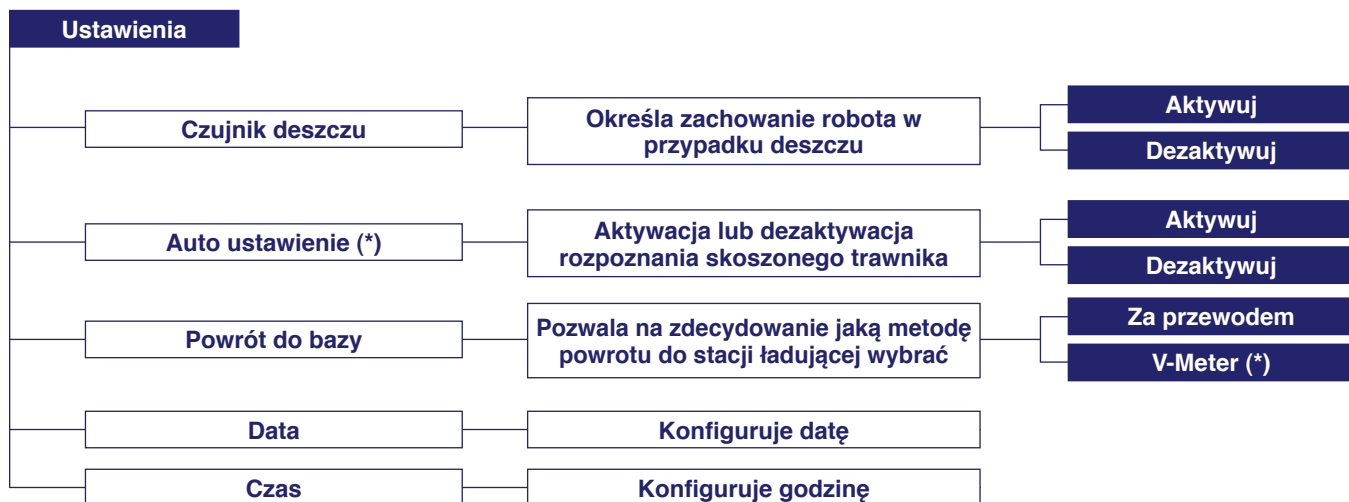 Ustawienia
Czujnik deszczu
Określa zachowanie robota w
przypadku deszczu
Aktywuj
Dezaktywuj
Auto ustawienie (*)
Aktywacja lub dezaktywacja
rozpoznania skoszonego trawnika
Aktywuj
Dezaktywuj
Powrót do bazy
Pozwala na zdecydowanie jaką metodę
powrotu do stacji ładującej wybrać
Za przewodem
V-Meter (*)
Data
Konfiguruje datę
Czas
Konfiguruje godzinę